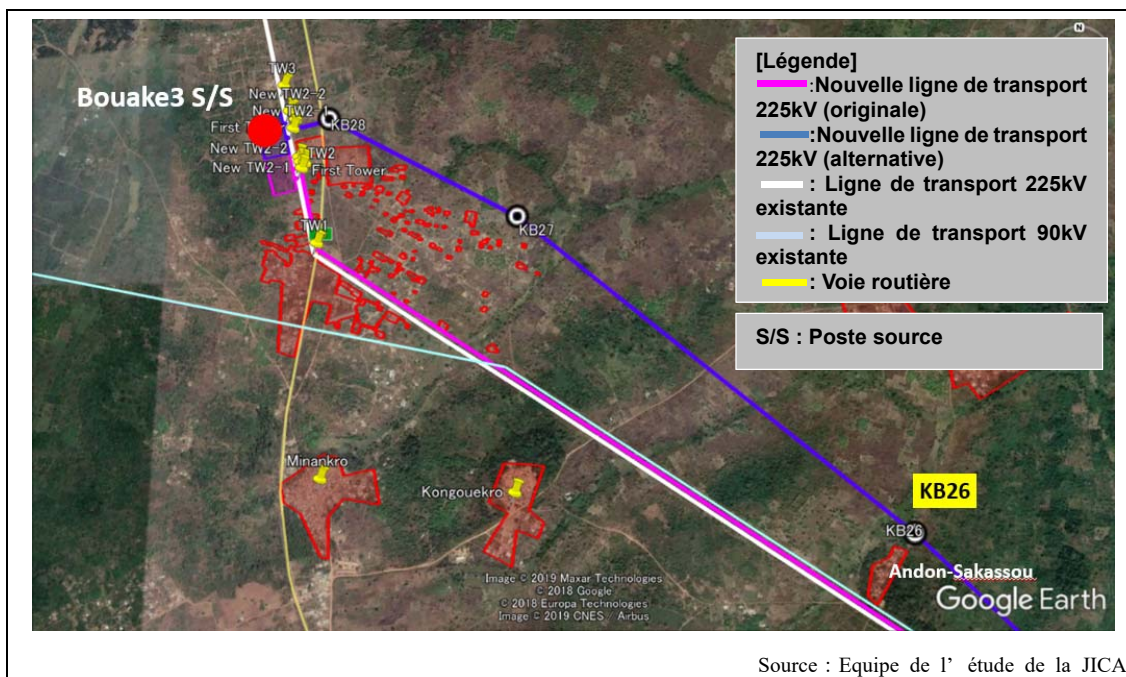 TW3
Bouake3 S/S
New TW2-2
New TW2-1
First
KB28
New TW2-2
TW2
New TW2-1
First Tower
KB27
TW1
Minankro
Kongouekro
KB26
KB26
Andon-Sakassou
Image © 2019 Maxar Technologies
© 2018 Google
© 2018 Europa Technologies
Image © 2019 CNES / Airbus
Google Earth
N
[Légende]
:Nouvelle ligne de transport
225kV (originale)
:Nouvelle ligne de transport
225kV (alternative)
: Ligne de transport 225kV
existante
: Ligne de transport 90kV
existante
: Voie routière
S/S : Poste source
Source : Equipe de l’ étude de la JICA